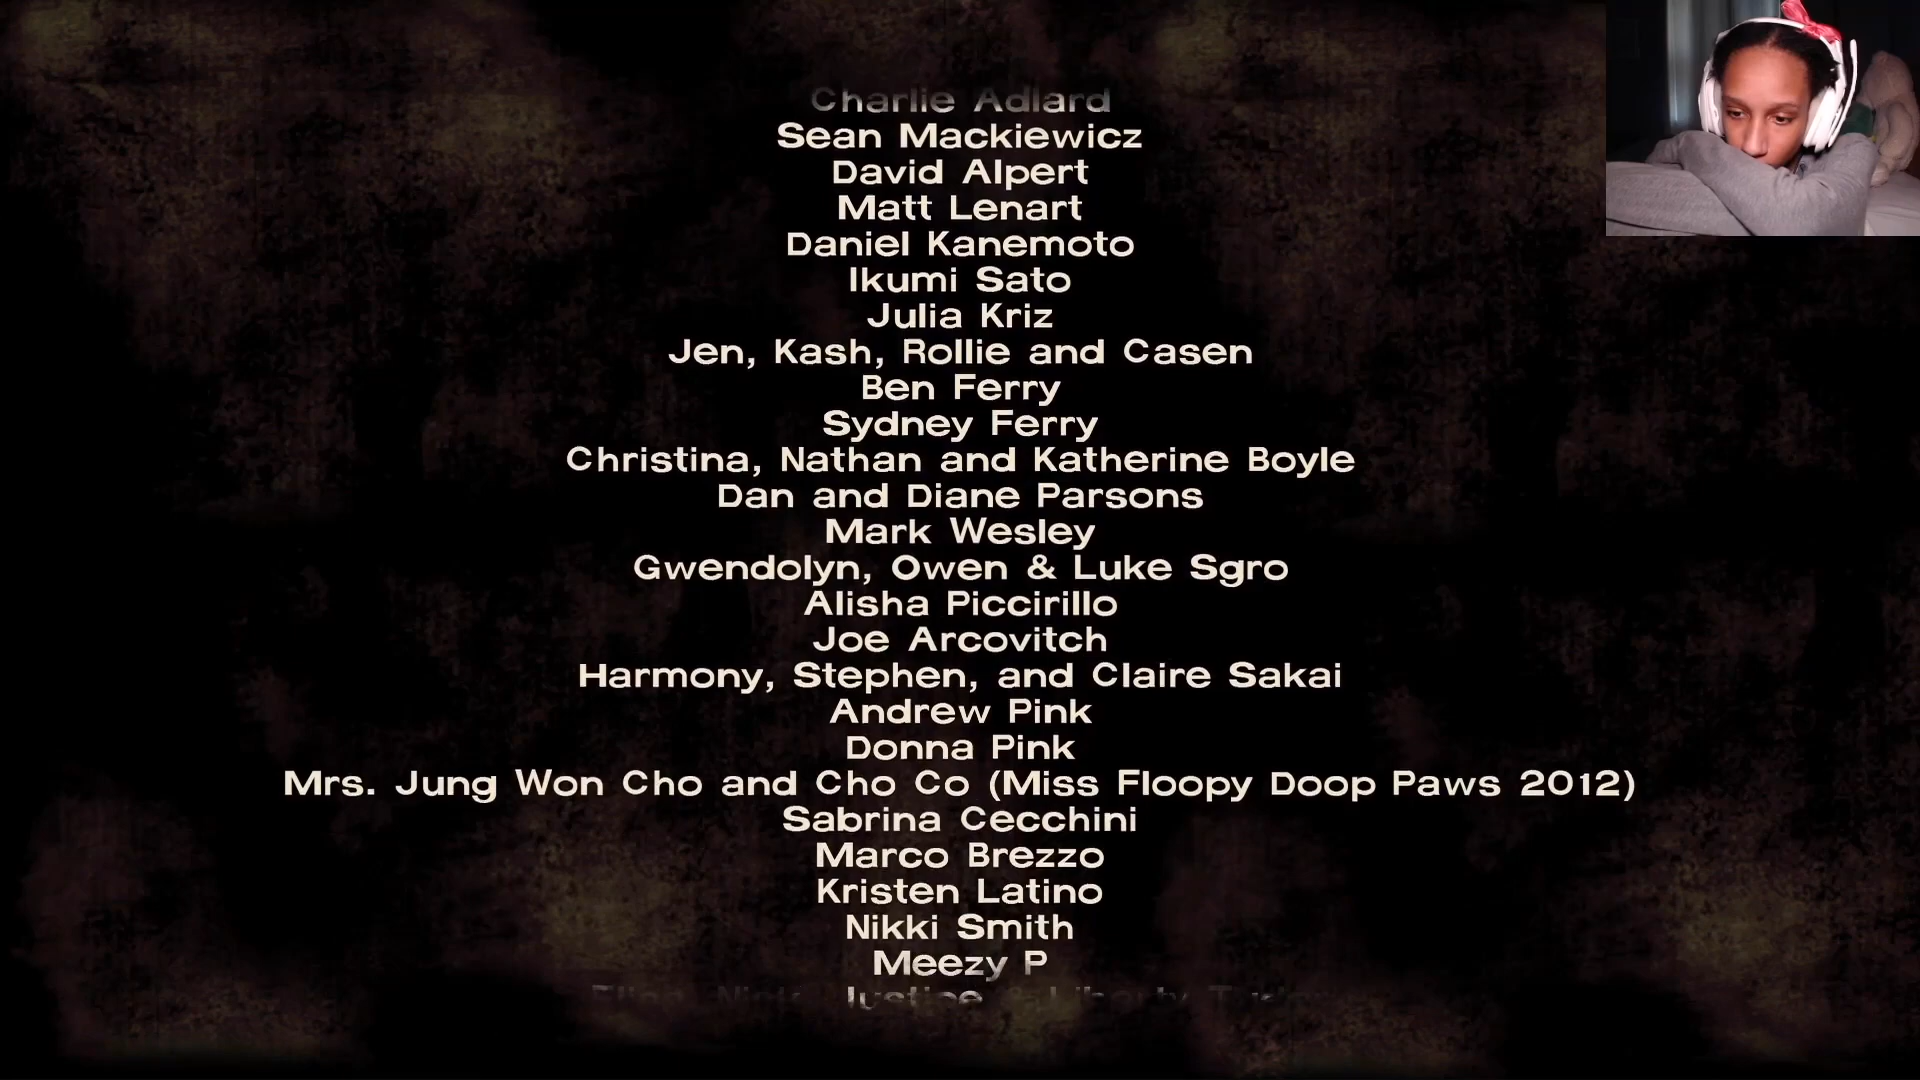 Charlie Adlard
Sean Mackiewicz
David Alpert
Matt Lenart
Daniel Kanemoto
Ikumi Sato
Julia Kriz
Jen, Kash, Rollie and Casen
Ben Ferry
Sydney Ferry
Christina, Nathan and Katherine Boyle
Dan and Diane Parsons
Mark Wesley
Gwendolyn, Owen & Luke Sgro
Alisha Piccirillo
Joe Arcovitch
Harmony, Stephen, and Claire Sakai
Andrew Pink
Donna Pink
Mrs. Jung Won Cho and Cho Co (Miss Floopy Doop Paws 2012)
Sabrina Cecchini
Marco Brezzo
Kristen Latino
Nikki Smith
Meezy P
Justice